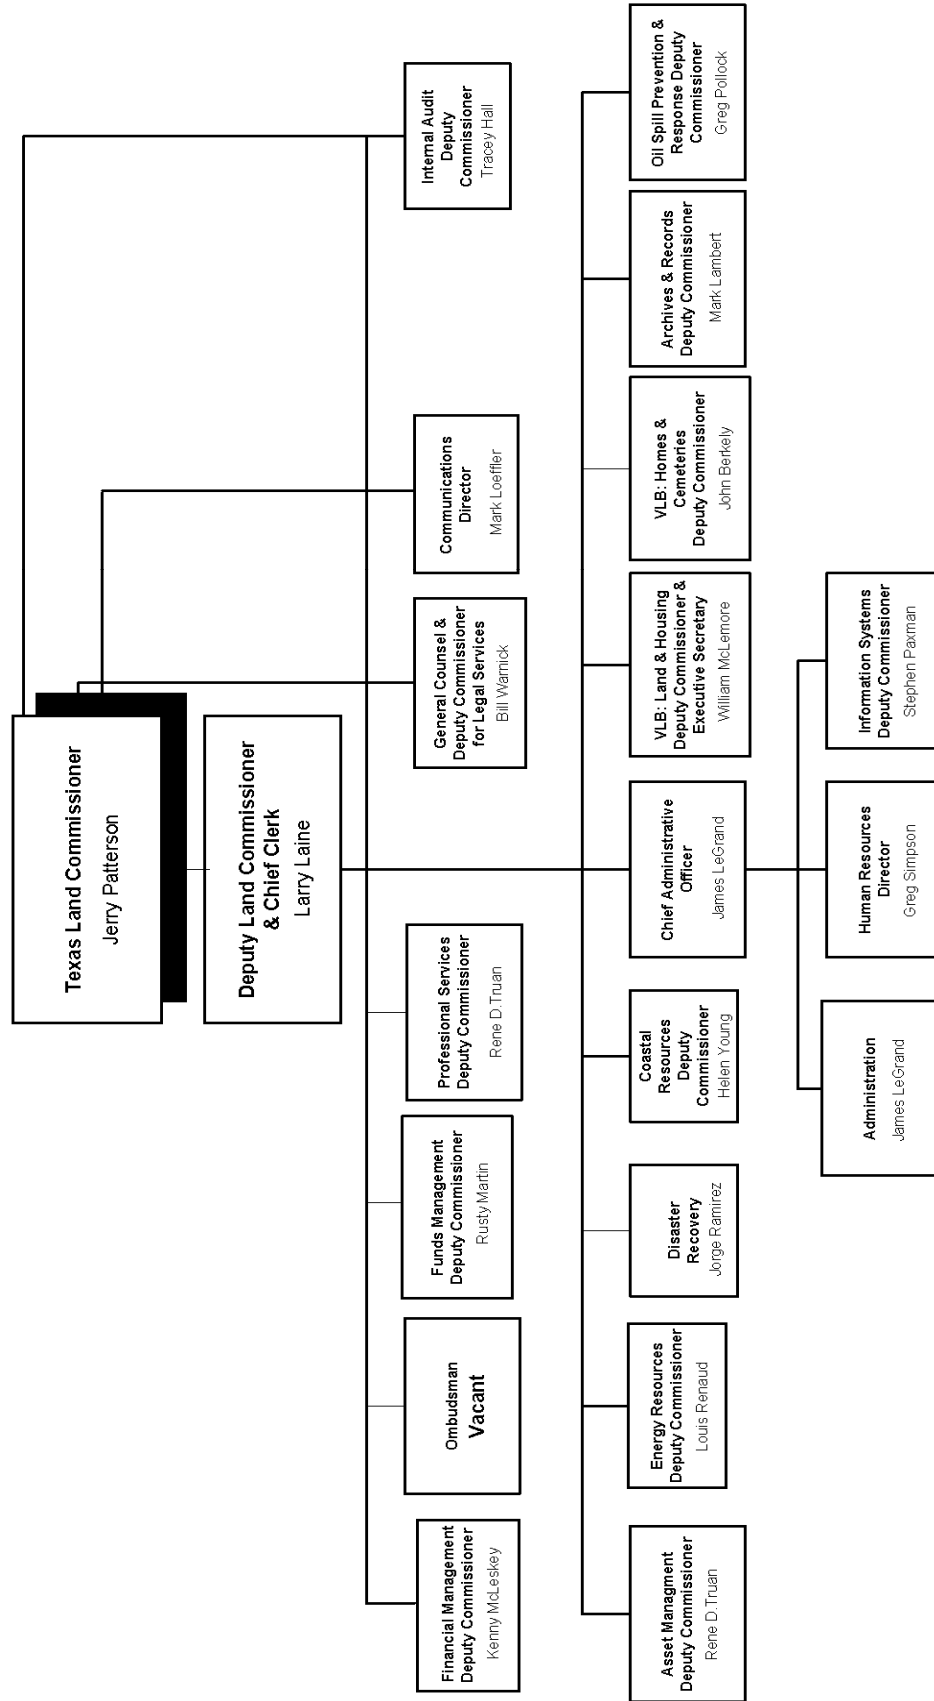 Texas Land Commissioner
Jerry Patterson
Deputy Land Commissioner
& Chief Clerk
Larry Laine
Financial Management
Deputy Commissioner
Kenny McLeskey
Ombudsman
Vacant
Funds Management
Deputy Commissioner
Rusty Martin
Professional Services
Deputy Commissioner
Rene D.Truan
General Counsel &
Deputy Commissioner
for Legal Services
Bill Warnick
Communications
Director
Mark Loeffler
Internal Audit
Deputy
Commissioner
Tracey Hall
Asset Managment
Deputy Commissioner
Rene D.Truan
Energy Resources
Deputy Commissioner
Louis Renaud
Disaster
Recovery
Jorge Ramirez
Coastal
Resources
Deputy
Commissioner
Helen Young
Chief Administrative
Officer
James LeGrand
VLB: Land & Housing
Deputy Commissioner &
Executive Secretary
William McLemore
VLB: Homes &
Cemeteries
Deputy Commissioner
John Berkely
Archives & Records
Deputy Commissioner
Mark Lambert
Oil Spill Prevention &
Response Deputy
Commissioner
Greg Pollock
Administration
James LeGrand
Human Resources
Director
Greg Simpson
Information Systems
Deputy Commissioner
Stephen Paxman